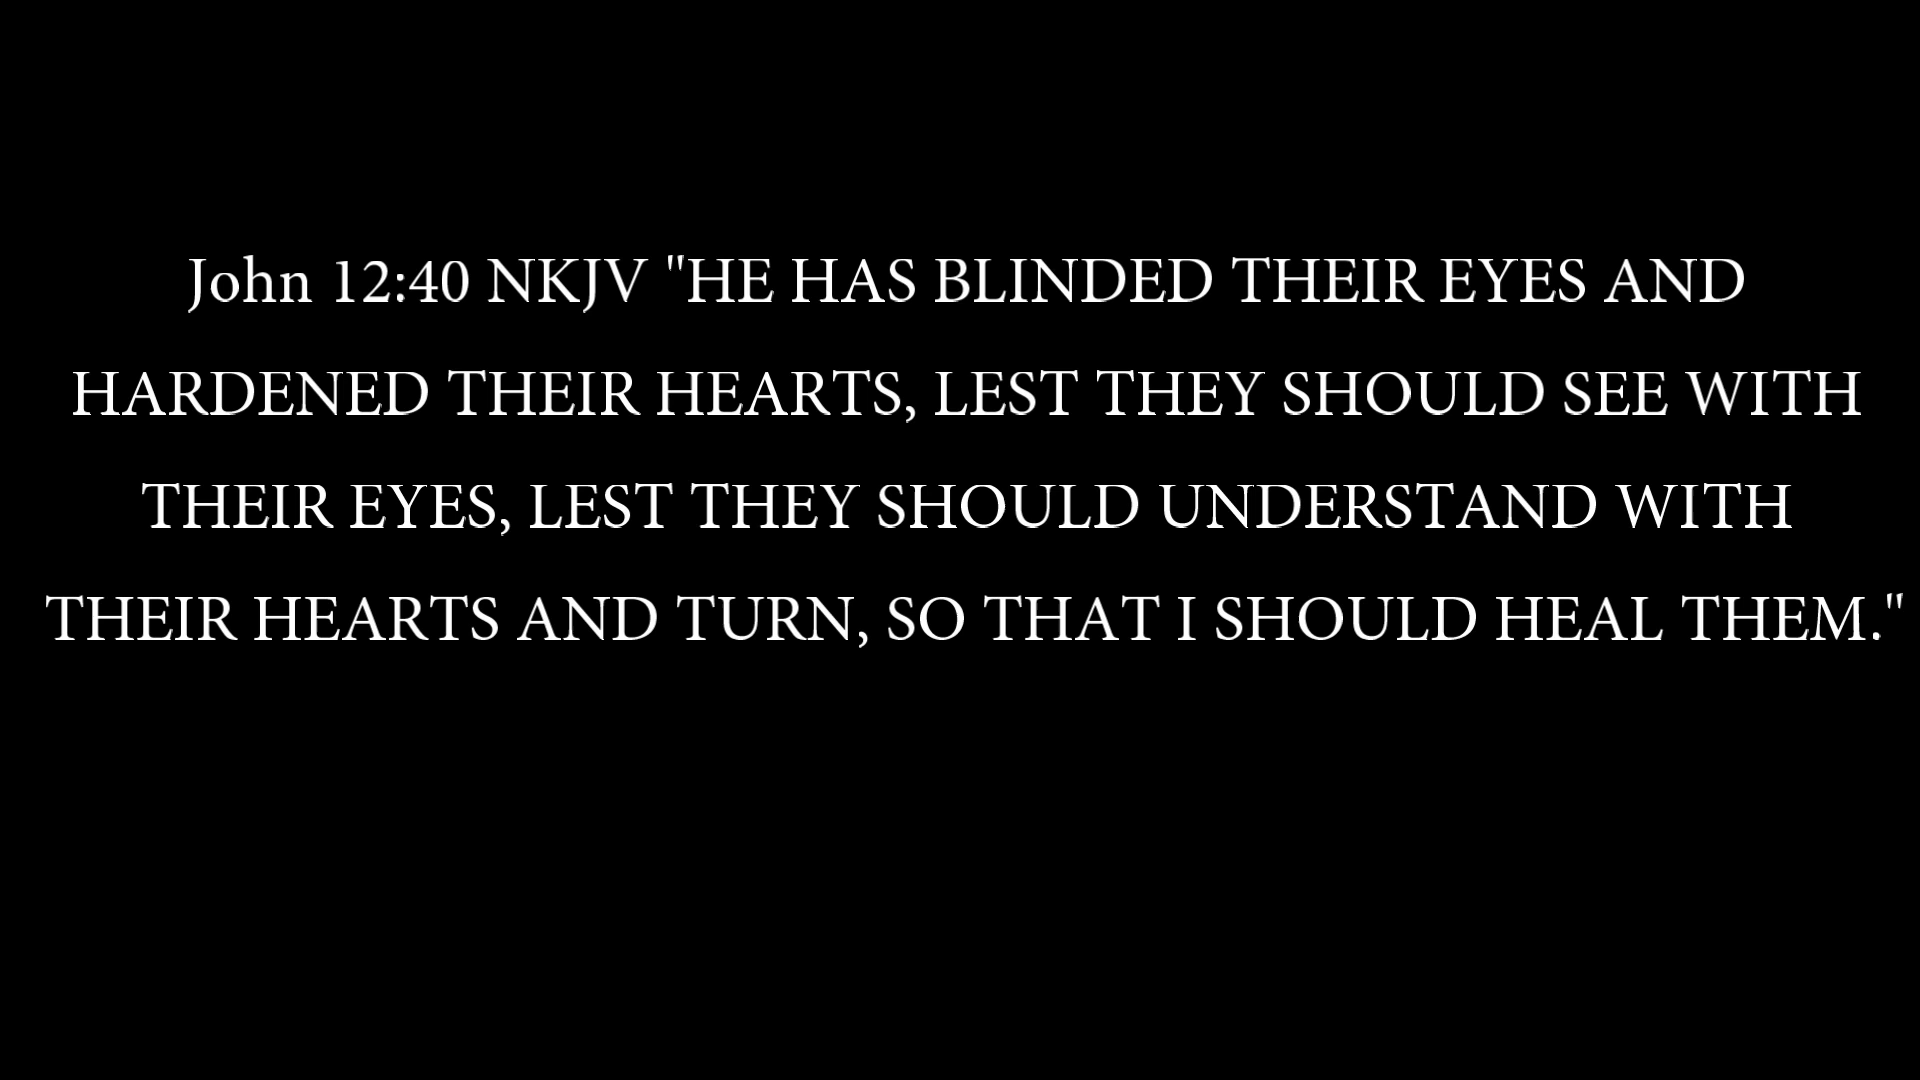 John 12:40 NKJV "HE HAS BLINDED THEIR EYES AND
HARDENED THEIR HEARTS, LEST THEY SHOULD SEE WITH
THEIR EYES, LEST THEY SHOULD UNDERSTAND WITH
THEIR HEARTS AND TURN, SO THAT I SHOULD HEAL THEM."